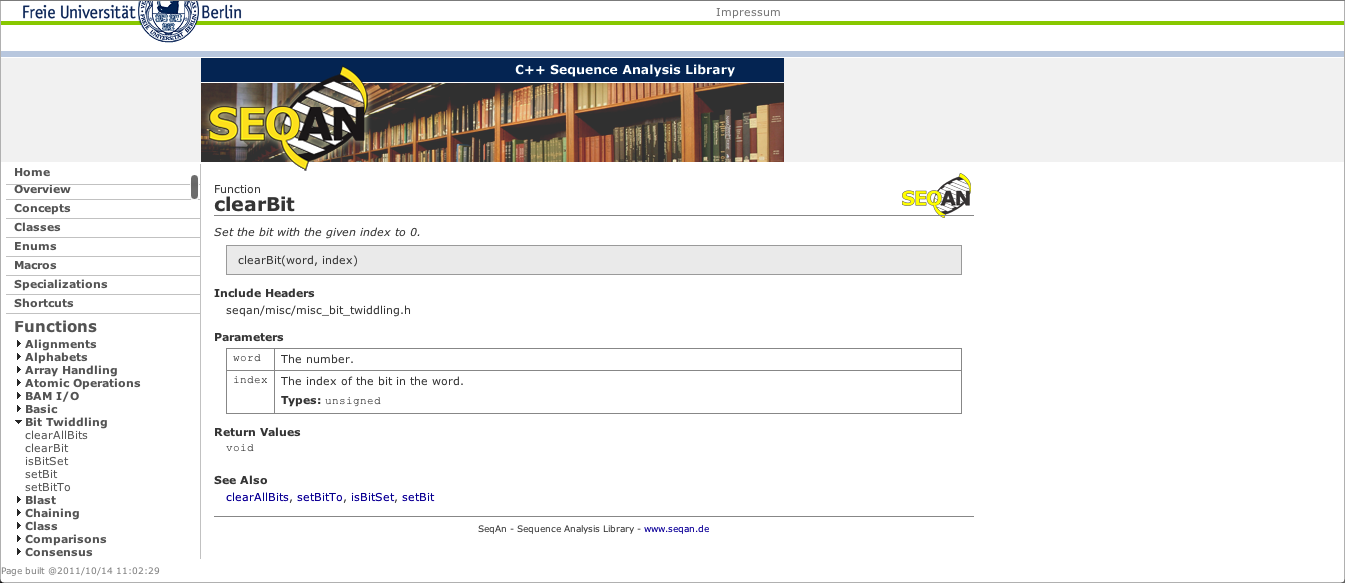 Freie Universität Berlin
Impressum
C++ Sequence Analysis Library
SEQAN
Home
Overview
Concepts
Classes
Enums
Macros
Specializations
Shortcuts
Functions
Alignments
Alphabets
Array Handling
Atomic Operations
BAM I/O
Basic
Bit Twiddling
clearAllBits
clearBit
isBitSet
setBit
setBitTo
Blast
Chaining
Class
Comparisons
Consensus
Function
clearBit
SEQAN
Set the bit with the given index to 0.
clearBit(word, index)
Include Headers
seqan/misc/misc_bit_twiddling.h
Parameters
word The number.
index The index of the bit in the word.
Types: unsigned
Return Values
void
See Also
clearAllBits, setBitTo, isBitSet, setBit
SeqAn - Sequence Analysis Library - www.seqan.de
Page built @2011/10/14 11:02:29